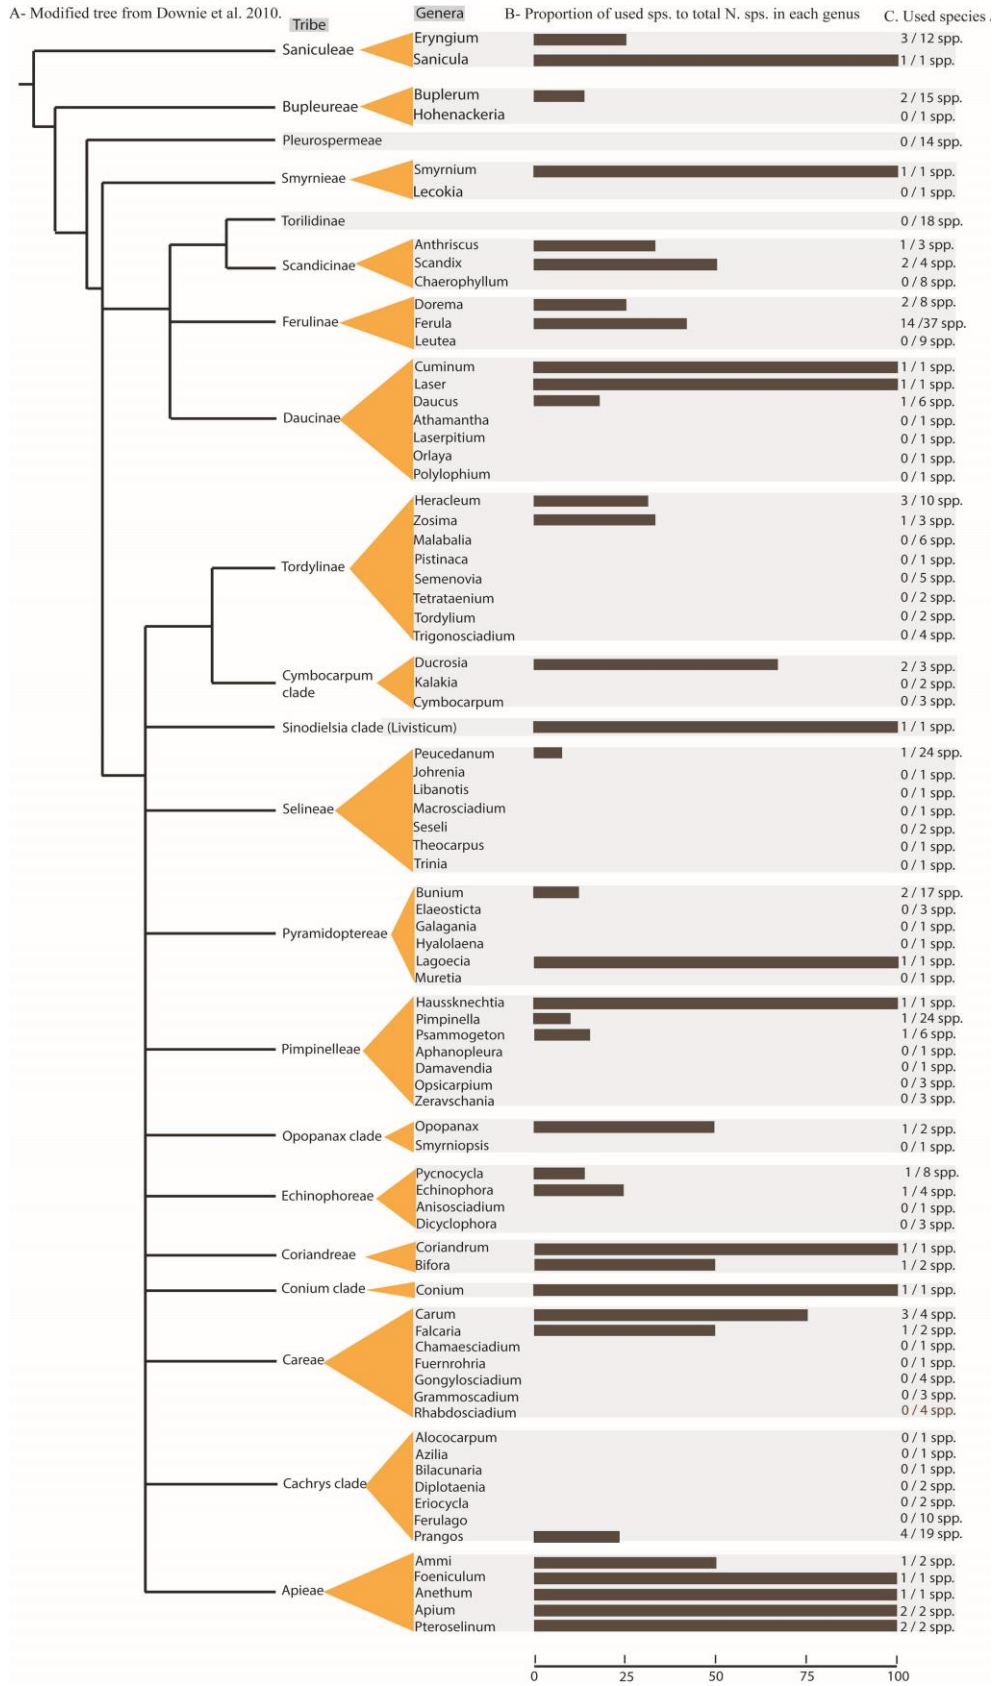 A- Modified tree from Downie et al. 2010. Genera B- Proportion of used sps. to total N. sps. in each genus C. Used species
Tribe
Saniculeae
Eryngium 3 / 12 spp.
Sanicula 1 / 1 spp.
Bupleureae
Buplerum 2 / 15 spp.
Hohenackeria 0 / 1 spp.
Pleurospermeae 0 / 14 spp.
Smyrnieae
Smyrnium 1 / 1 spp.
Lecokia 0 / 1 spp.
Torilidinae 0 / 18 spp.
Scandicinae
Anthriscus 1 / 3 spp.
Scandix 2 / 4 spp.
Chaerophyllum 0 / 8 spp.
Ferulinae
Dorema 2 / 8 spp.
Ferula 14 /37 spp.
Leutea 0 / 9 spp.
Daucinae
Cuminum 1 / 1 spp.
Laser 1 / 1 spp.
Daucus 1 / 6 spp.
Athamantha 0 / 1 spp.
Laserpitium 0 / 1 spp.
Orlaya 0 / 1 spp.
Polylophium 0 / 1 spp.
Tordylinae
Heracleum 3 / 10 spp.
Zosima 1 / 3 spp.
Malabalia 0 / 6 spp.
Pistinaca 0 / 1 spp.
Semenovia 0 / 5 spp.
Tetrataenium 0 / 2 spp.
Tordylium 0 / 2 spp.
Trigonosciadium 0 / 4 spp.
Cymbocarpum
clade
Ducrosia 2 / 3 spp.
Kalakia 0 / 2 spp.
Cymbocarpum 0 / 3 spp.
Sinodielsia clade (Livisticum) 1 / 1 spp.
Selineae
Peucedanum 1 / 24 spp.
Johrenia 0 / 1 spp.
Libanotis 0 / 1 spp.
Macrosciadium 0 / 1 spp.
Seseli 0 / 2 spp.
Theocarpus 0 / 1 spp.
Trinia 0 / 1 spp.
Pyramidoptereae
Bunium 2 / 17 spp.
Elaeosticta 0 / 3 spp.
Galagania 0 / 1 spp.
Hyalolaena 0 / 1 spp.
Lagoecia 1 / 1 spp.
Muretia 0 / 1 spp.
Pimpinelleae
Haussknechtia 1 / 1 spp.
Pimpinella 1 / 24 spp.
Psammogeton 1 / 6 spp.
Aphanopleura 0 / 1 spp.
Damavendia 0 / 1 spp.
Opsicarpium 0 / 3 spp.
Zeravschania 0 / 3 spp.
Opopanax clade
Opopanax 1 / 2 spp.
Smyrniopsis 0 / 1 spp.
Echinophoreae
Pycnocycla 1 / 8 spp.
Echinophora 1 / 4 spp.
Anisosciadium 0 / 1 spp.
Dicyclophora 0 / 3 spp.
Coriandreae
Coriandrum 1 / 1 spp.
Bifora 1 / 2 spp.
Conium clade
Conium 1 / 1 spp.
Careae
Carum 3 / 4 spp.
Falcaria 1 / 2 spp.
Chamaesciadium 0 / 1 spp.
Fuernrohria 0 / 1 spp.
Gongylosciadium 0 / 4 spp.
Grammoscadium 0 / 3 spp.
Rhabdosciadium 0 / 4 spp.
Cachrys clade
Alococarpum 0 / 1 spp.
Azilia 0 / 1 spp.
Bilacunaria 0 / 1 spp.
Diplotaenia 0 / 2 spp.
Eriocycla 0 / 2 spp.
Ferulago 0 / 10 spp.
Prangos 4 / 19 spp.
Apieae
Ammi 1 / 2 spp.
Foeniculum 1 / 1 spp.
Anethum 1 / 1 spp.
Apium 2 / 2 spp.
Pteroselinum 2 / 2 spp.
0 25 50 75 100